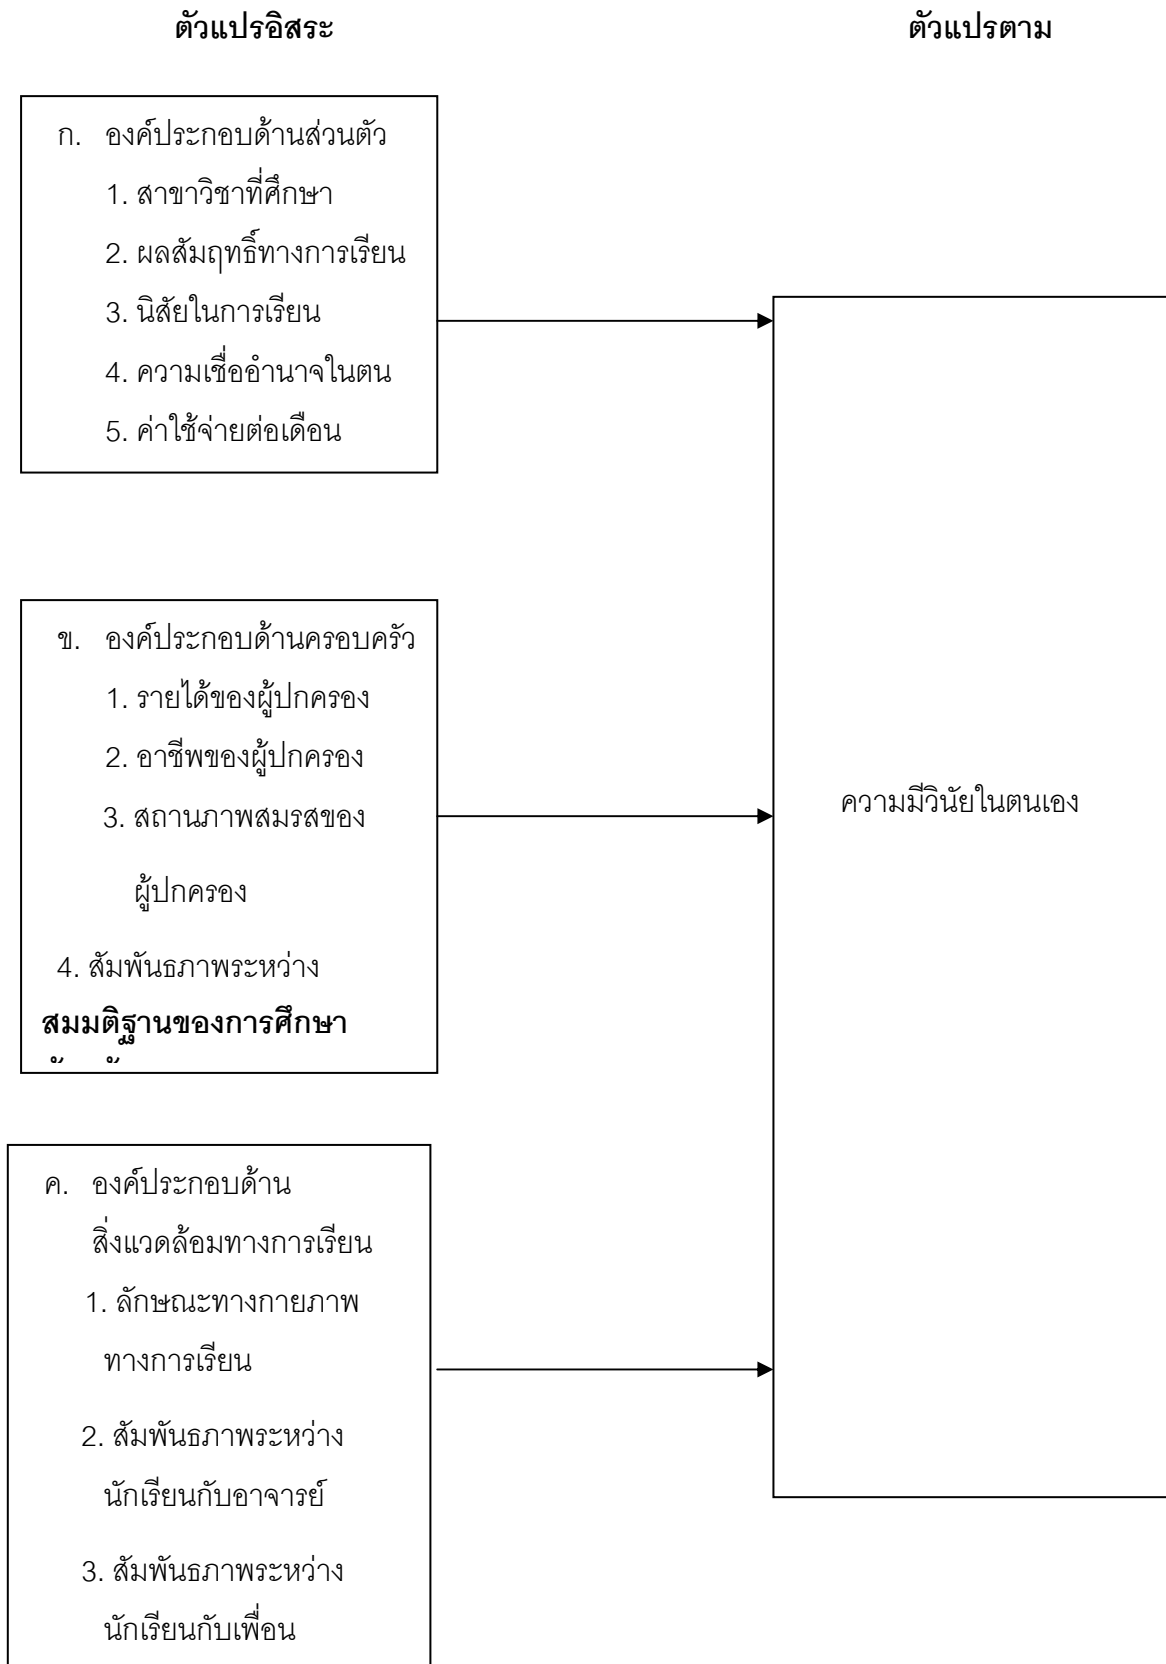 ตัวแปรอิสระ
ตัวแปรตาม
ก. องค์ประกอบด้านส่วนตัว
1. สาขาวิชาที่ศึกษา
2. ผลสัมฤทธิ์ทางการเรียน
3. นิสัยในการเรียน
4. ความเชื่ออำนาจในตน
5. ค่าใช้จ่ายต่อเดือน
ข. องค์ประกอบด้านครอบครัว
1. รายได้ของผู้ปกครอง
2. อาชีพของผู้ปกครอง
3. สถานภาพสมรสของ
ผู้ปกครอง
4. สัมพันธภาพระหว่าง
สมมติฐานของการศึกษา
ความมีวินัยในตนเอง
ค. องค์ประกอบด้าน
สิ่งแวดล้อมทางการเรียน
1. ลักษณะทางกายภาพ
ทางการเรียน
2. สัมพันธภาพระหว่าง
นักเรียนกับอาจารย์
3. สัมพันธภาพระหว่าง
นักเรียนกับเพื่อน